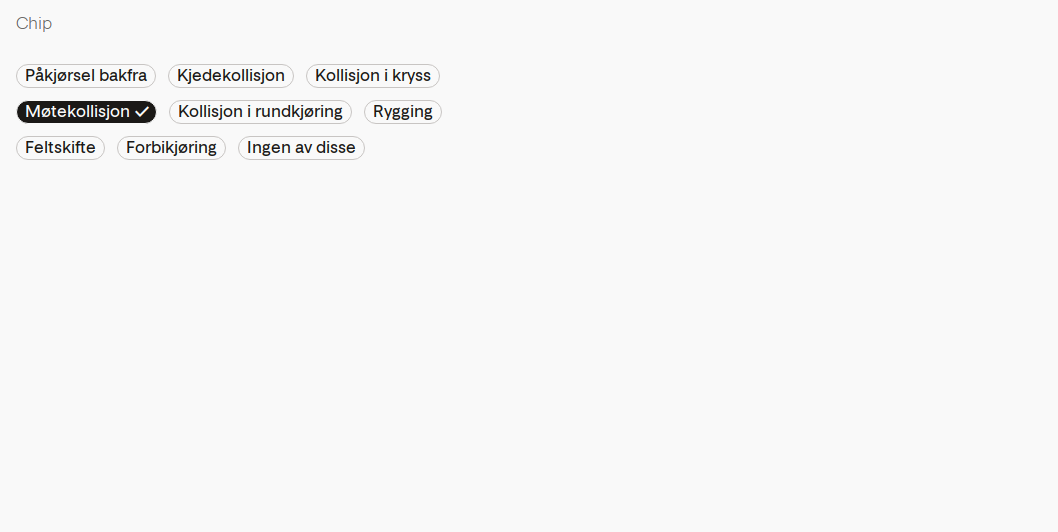 Chip
Påkjørsel bakfra Kjedekollisjon Kollisjon i kryss
Møtekollisjon Kollisjon i rundkjøring Rygging
Feltskifte Forbikjøring Ingen av disse